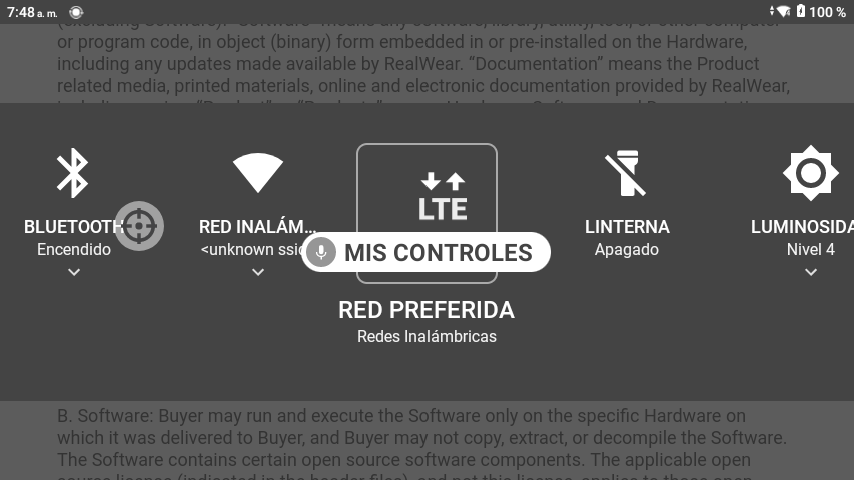 7:48 a. m.
100 %
or program code, in object (binary) form embedded in or pre-installed on the Hardware,
including any updates made available by RealWear. “Documentation” means the Product
related media, printed materials, online and electronic documentation provided by RealWear,
LTE
BLUETOOTH
RED INALÁM…
LINTERNA
LUMINOSIDA
Encendido
<unknown ssid
MIS CONTROLES
Apagado
Nivel 4
RED PREFERIDA
Redes Inalámbricas
B. Software: Buyer may run and execute the Software only on the specific Hardware on
which it was delivered to Buyer, and Buyer may not copy, extract, or decompile the Software.
The Software contains certain open source software components. The applicable open